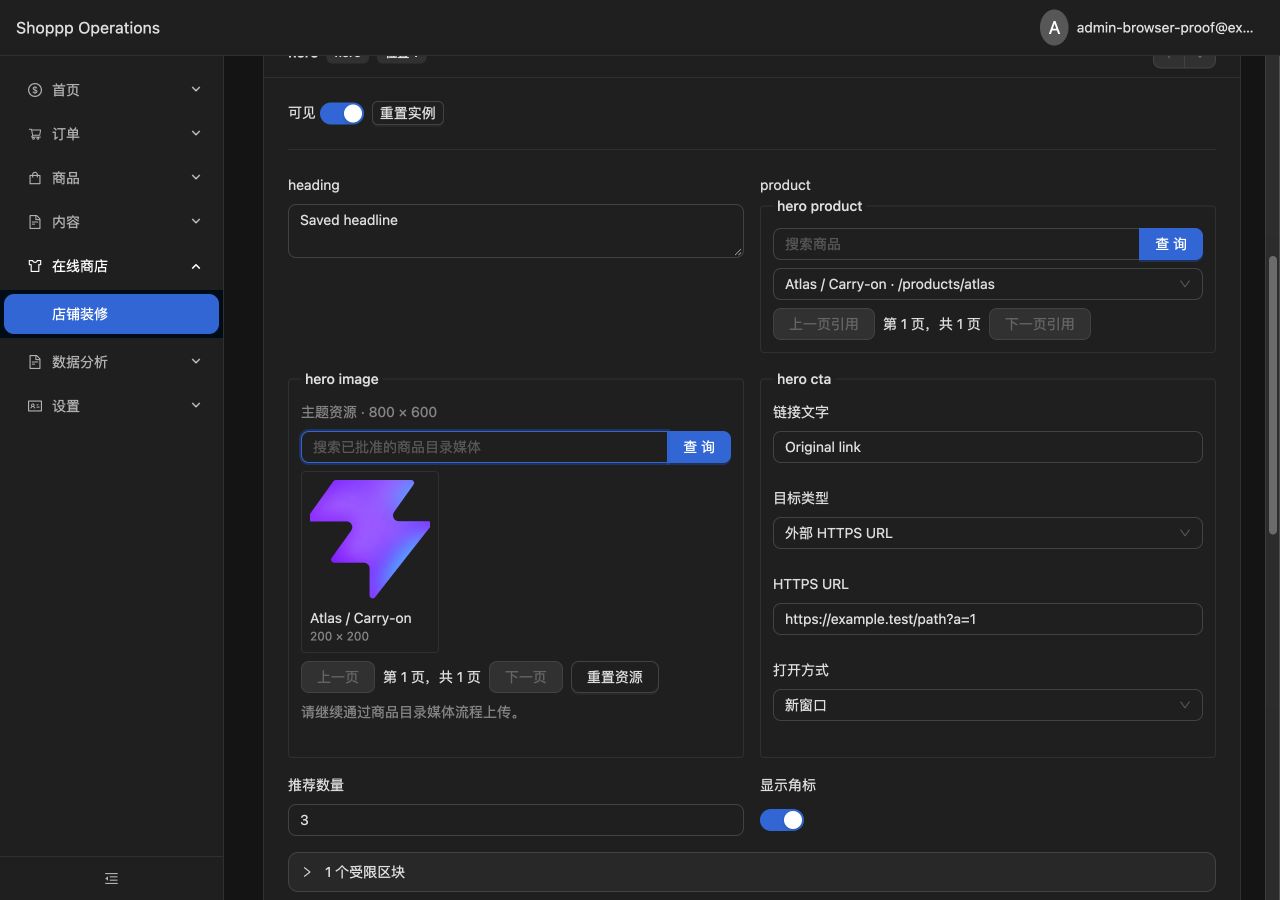 Shoppp Operations
A
admin-browser-proof@ex...
首页
订单
商品
内容
在线商店
店铺装修
数据分析
设置
可见
重置实例
heading
Saved headline
product
hero product
搜索商品
查 询
Atlas / Carry-on · /products/atlas
上一页引用
第 1 页，共 1 页
下一页引用
hero image
主题资源 · 800 × 600
搜索已批准的商品目录媒体
查 询
Atlas / Carry-on
200 × 200
上一页
第 1 页，共 1 页
下一页
重置资源
请继续通过商品目录媒体流程上传。
hero cta
链接文字
Original link
目标类型
外部 HTTPS URL
HTTPS URL
https://example.test/path?a=1
打开方式
新窗口
推荐数量
3
显示角标
1 个受限区块